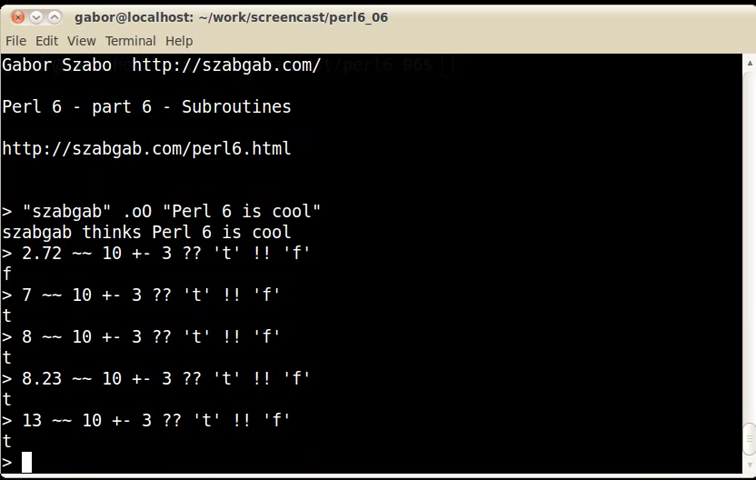 gabor@localhost: ~/work/screencast/perl6_06
File Edit View Terminal Help
Gabor Szabo http://szabgab.com/
Perl 6 - part 6 - Subroutines
http://szabgab.com/perl6.html
> "szabgab" .oO "Perl 6 is cool"
szabgab thinks Perl 6 is cool
> 2.72 ~~ 10 +- 3 ?? 't' !! 'f'
f
> 7 ~~ 10 +- 3 ?? 't' !! 'f'
t
> 8 ~~ 10 +- 3 ?? 't' !! 'f'
t
> 8.23 ~~ 10 +- 3 ?? 't' !! 'f'
t
> 13 ~~ 10 +- 3 ?? 't' !! 'f'
t
>